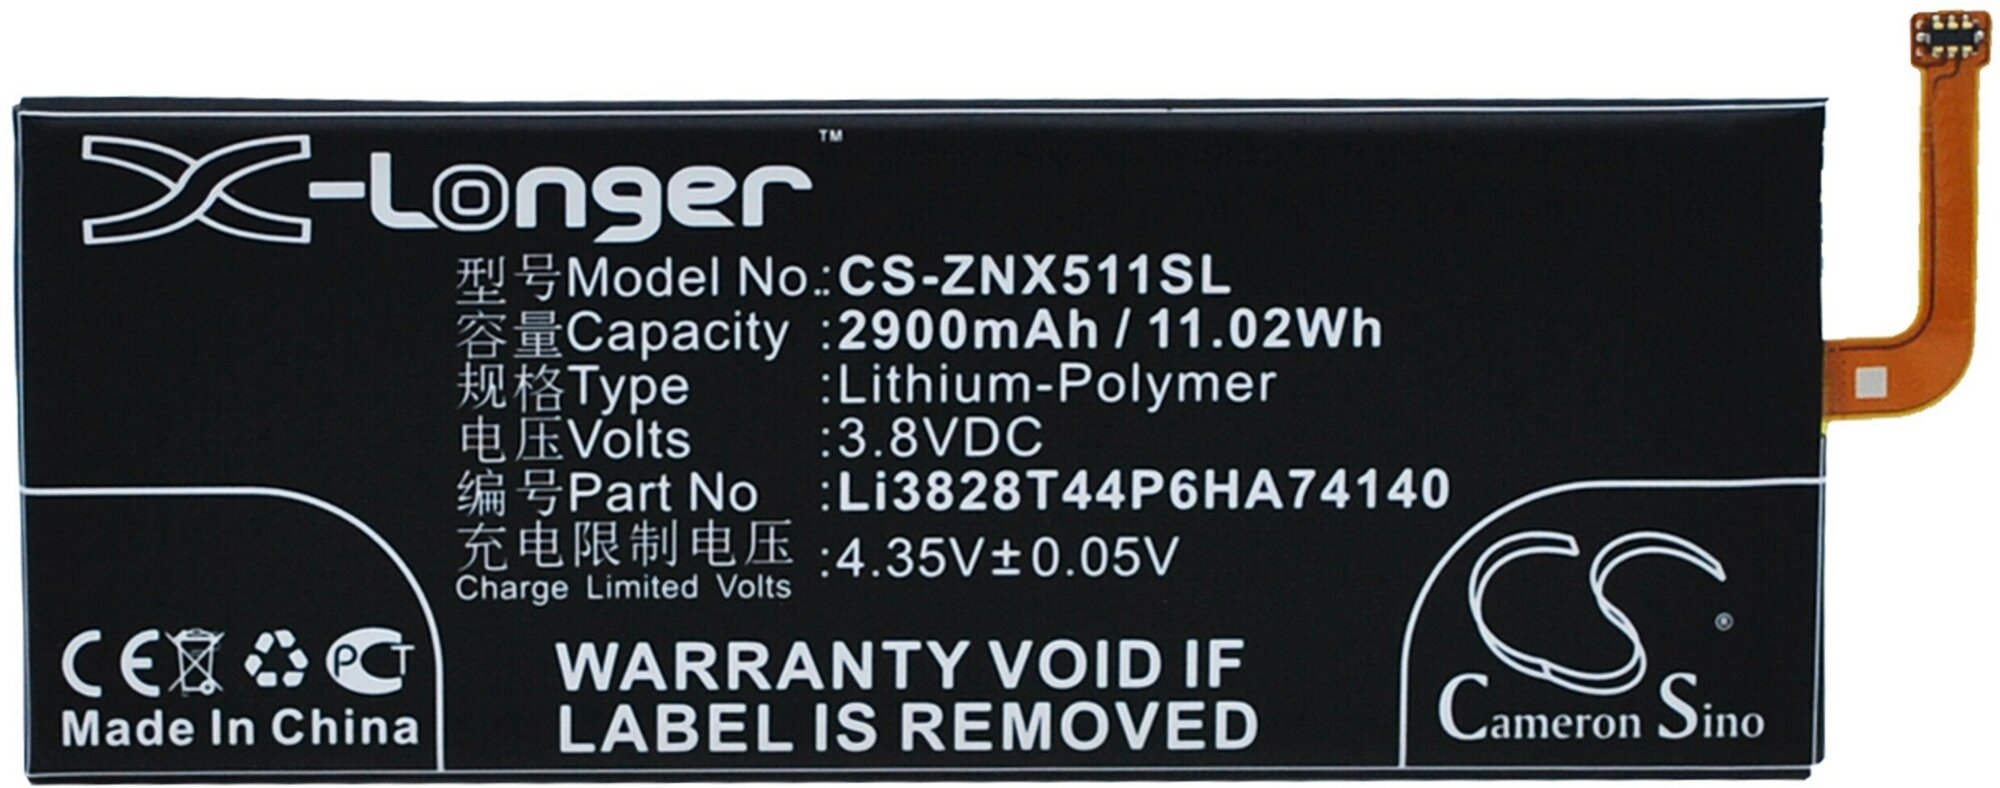 X-Longer™
型号Model No.:CS-ZNX511SL
容量Capacity :2900mAh / 11.02Wh
规格Type :Lithium-Polymer
电压Volts :3.8VDC
编号Part No :Li3828T44P6HA74140
充电限制电压 :4.35V±0.05V
Charge Limited Volts
CE PCT
Made In China
WARRANTY VOID IF
LABEL IS REMOVED
®
Cameron Sino